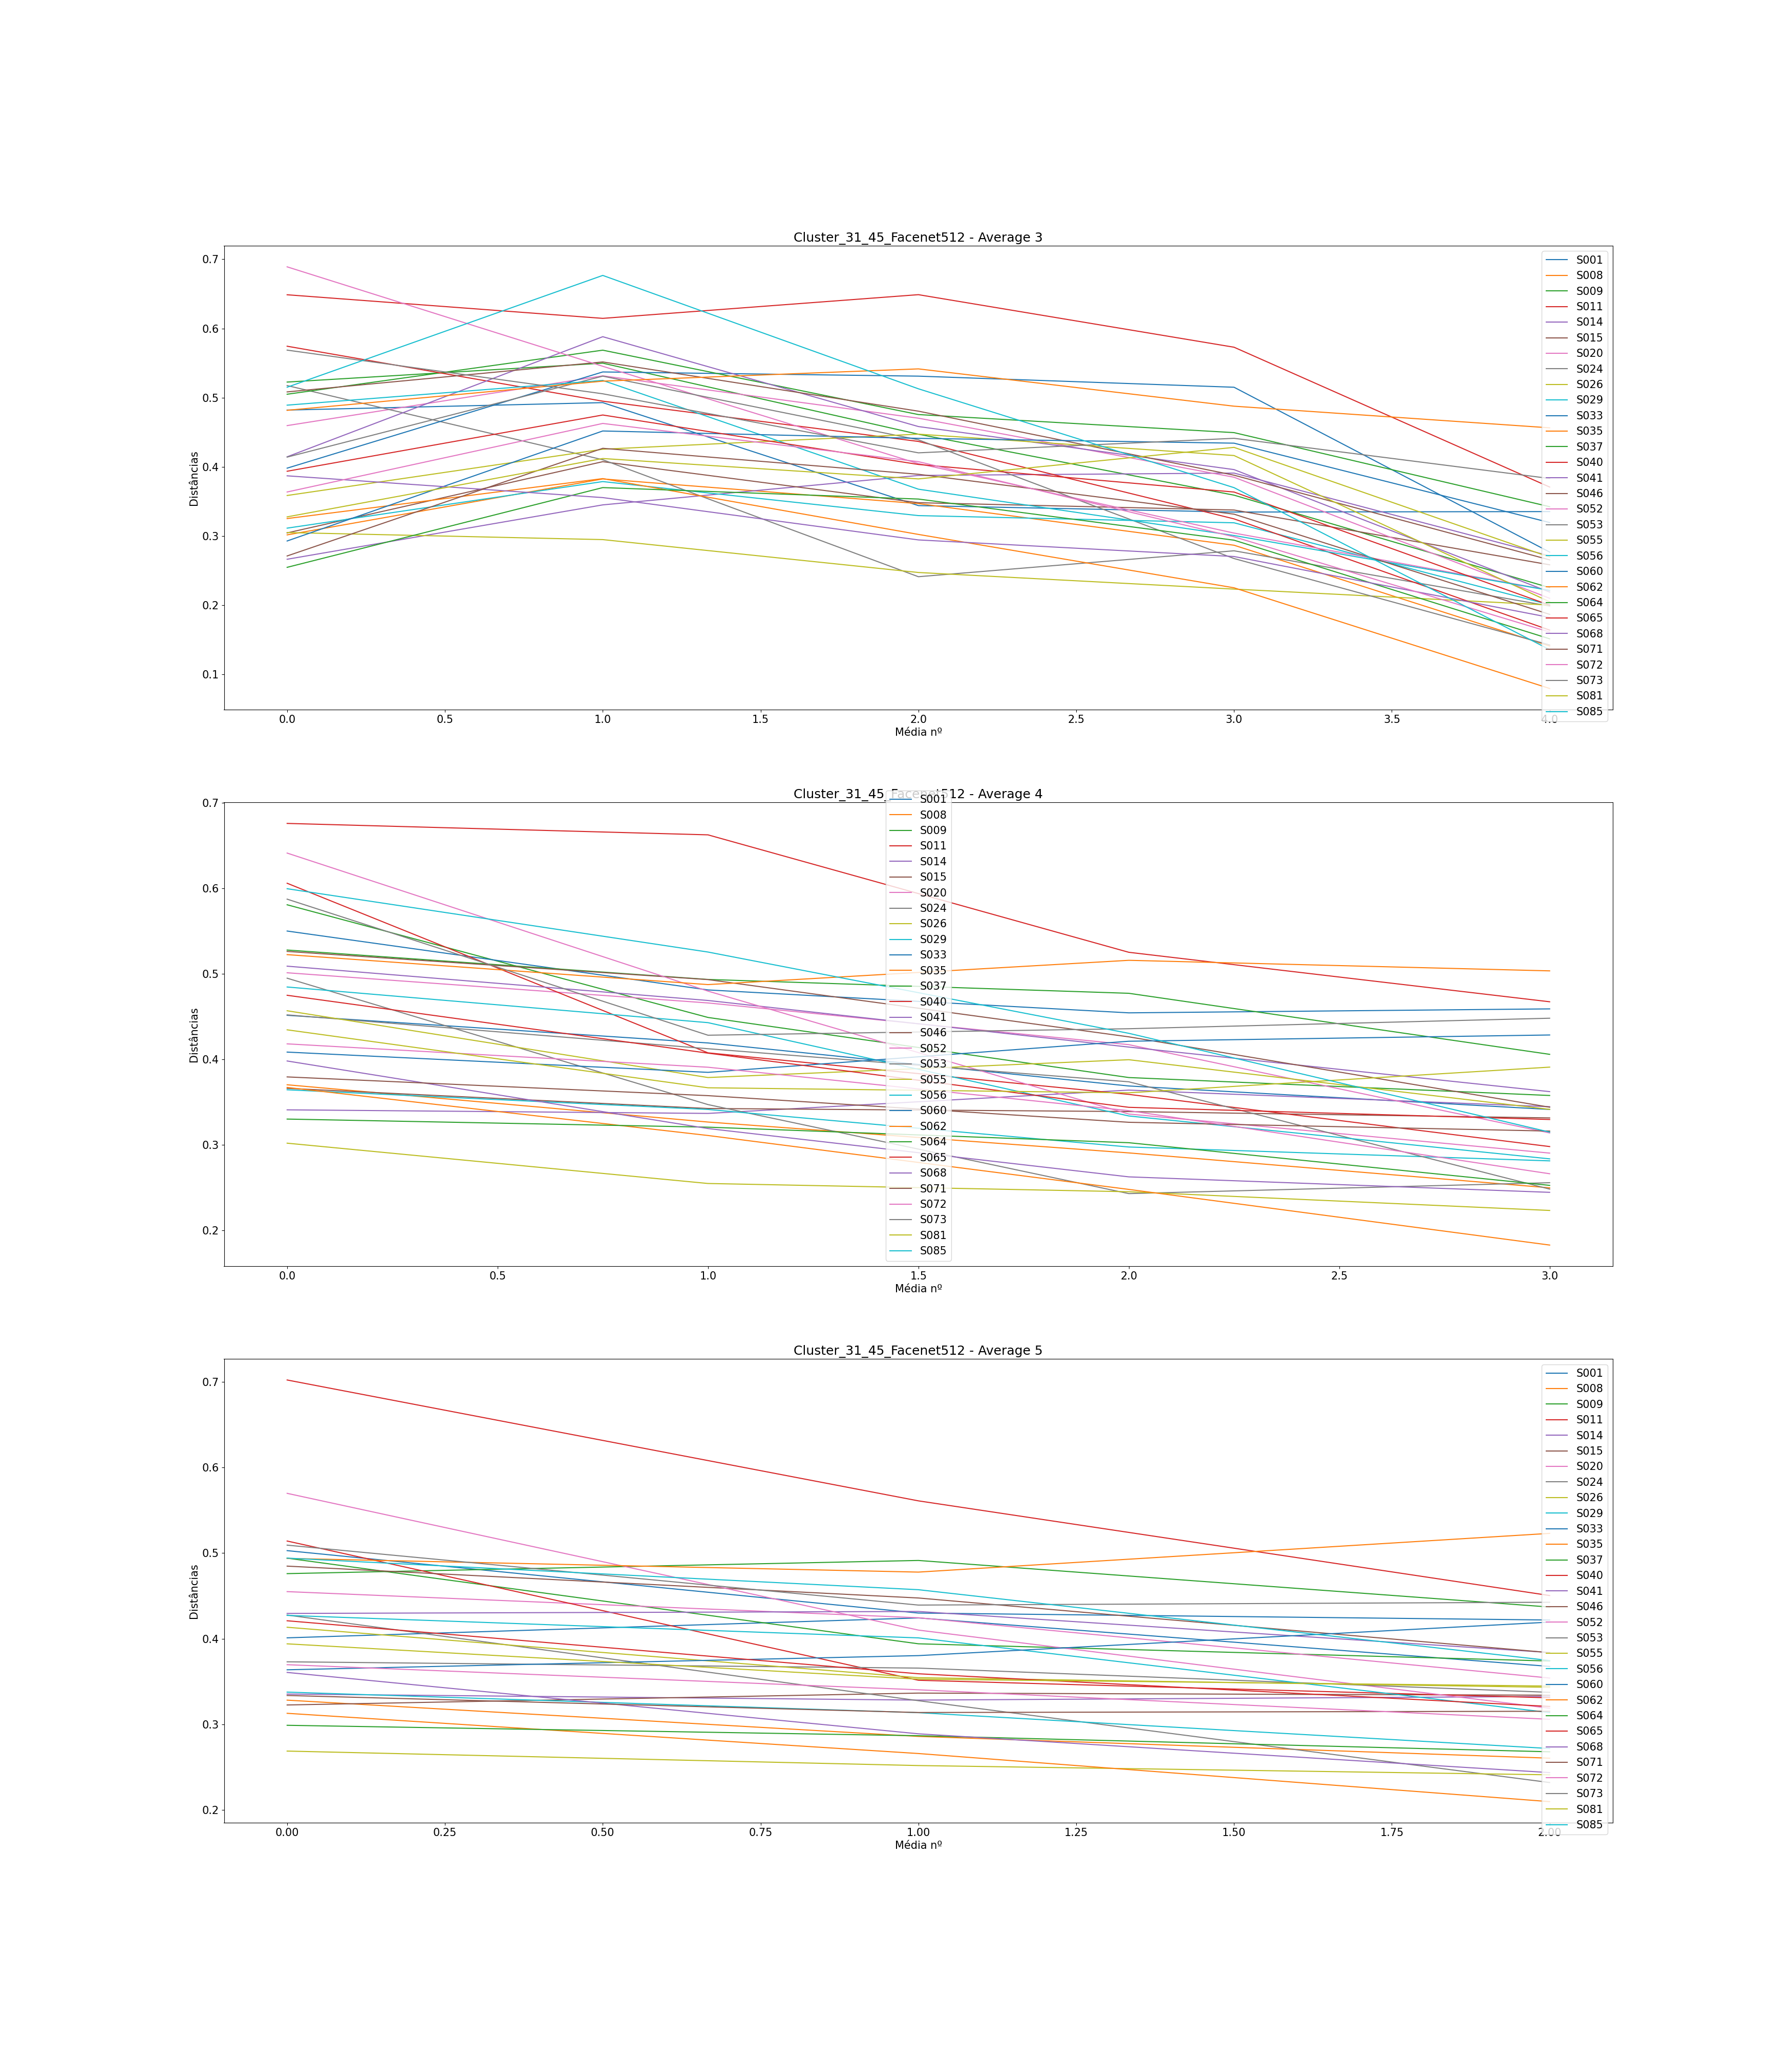 Cluster_31_45_Facenet512 - Average 3
0.7
0.6
0.5
0.4
0.3
0.2
0.1
Distâncias
0.0 0.5 1.0 1.5 2.0 2.5 3.0 3.5 4.0
Média nº
S001
S008
S009
S011
S014
S015
S020
S024
S026
S029
S033
S035
S037
S040
S041
S046
S052
S053
S055
S056
S060
S062
S064
S065
S068
S071
S072
S073
S081
S085
Cluster_31_45_Facenet512 - Average 4
0.7
0.6
0.5
0.4
0.3
0.2
Distâncias
0.0 0.5 1.0 1.5 2.0 2.5 3.0
Média nº
S001
S008
S009
S011
S014
S015
S020
S024
S026
S029
S033
S035
S037
S040
S041
S046
S052
S053
S055
S056
S060
S062
S064
S065
S068
S071
S072
S073
S081
S085
Cluster_31_45_Facenet512 - Average 5
0.7
0.6
0.5
0.4
0.3
0.2
Distâncias
0.00 0.25 0.50 0.75 1.00 1.25 1.50 1.75 2.00
Média nº
S001
S008
S009
S011
S014
S015
S020
S024
S026
S029
S033
S035
S037
S040
S041
S046
S052
S053
S055
S056
S060
S062
S064
S065
S068
S071
S072
S073
S081
S085